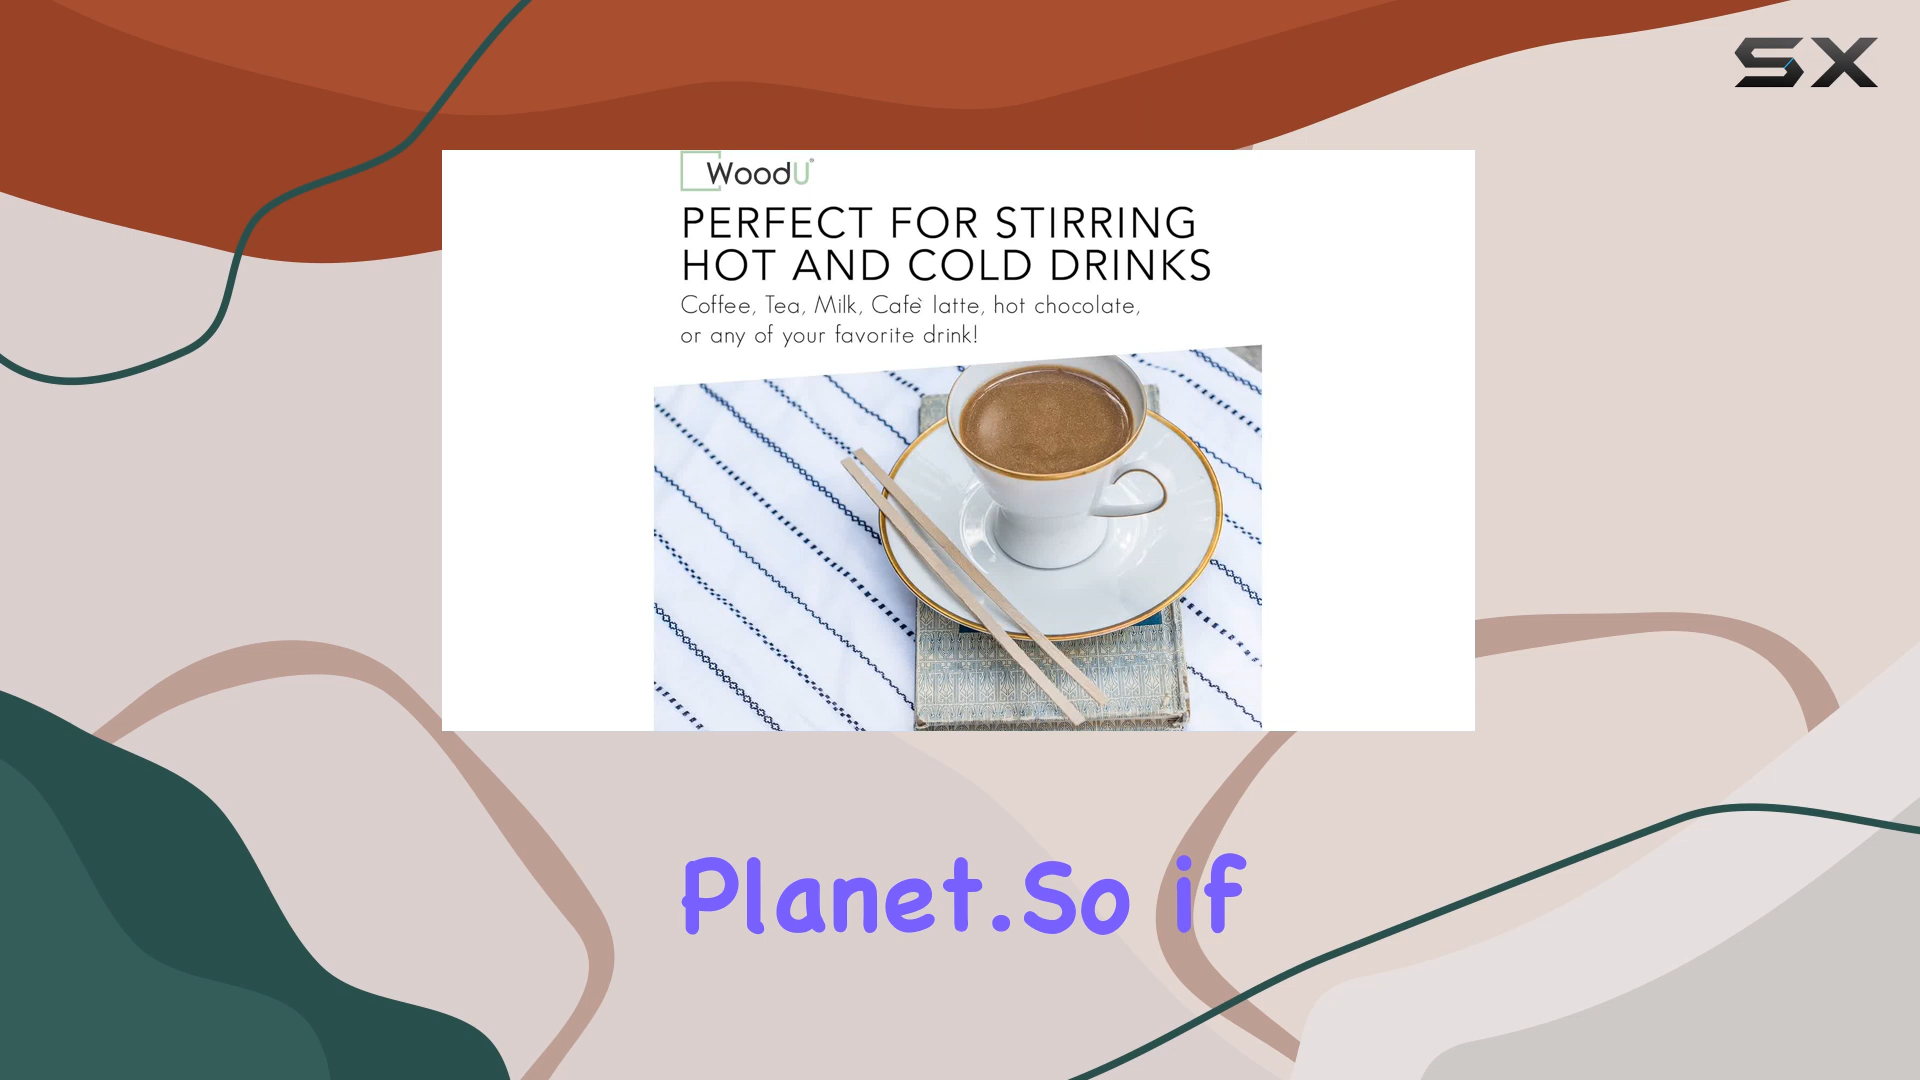 SX
WoodU®
PERFECT FOR STIRRING
HOT AND COLD DRINKS
Coffee, Tea, Milk, Cafè latte, hot chocolate,
or any of your favorite drink!
Planet.So if